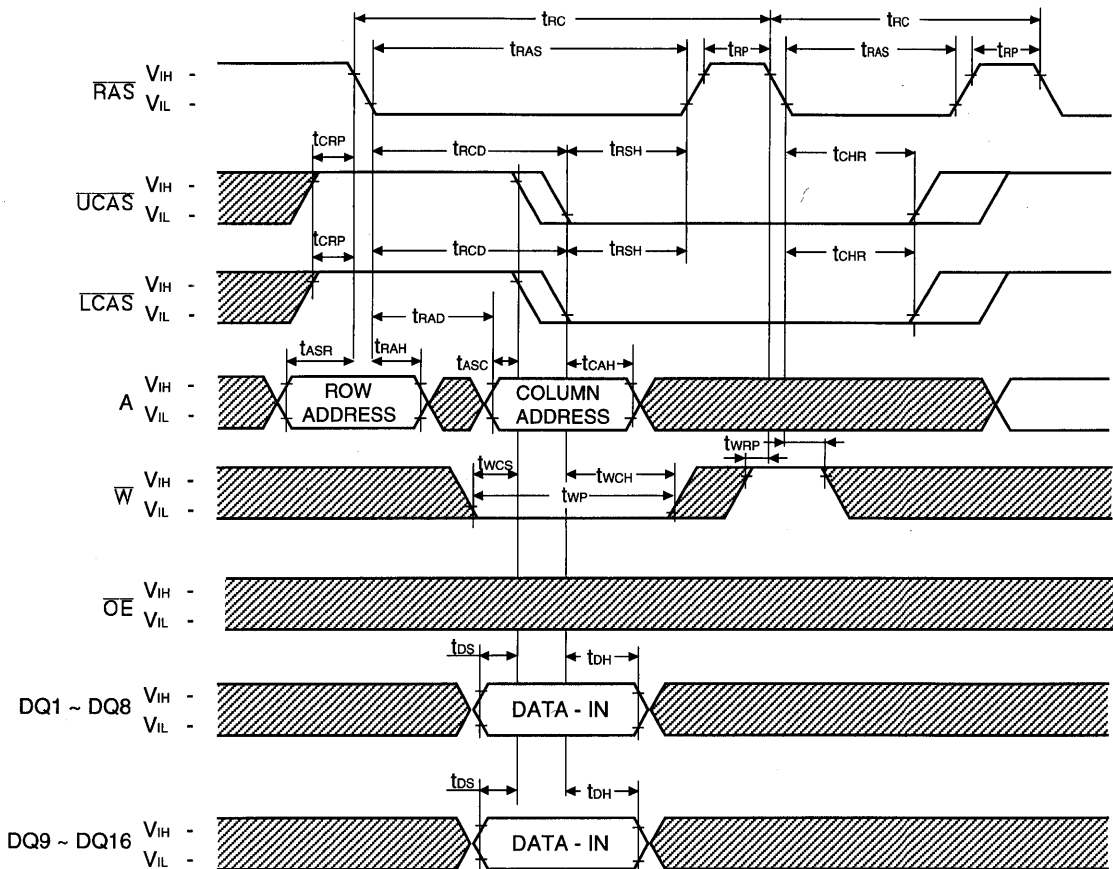 tRC tRC
tRAS tRP tRAS tRP
RAS VIH -
VIL -
tCRP tRCD tRSH tCHR
UCAS VIH -
VIL -
tCRP tRCD tRSH tCHR
LCAS VIH -
VIL -
tRAD
tASR tRAH tASC tCAH
A VIH -
VIL -
ROW ADDRESS
COLUMN ADDRESS
tWRP
tWCS tWCH
W VIH -
VIL -
tWP
OE VIH -
VIL -
tDS tDH
DQ1 ~ DQ8 VIH -
VIL -
DATA - IN
tDS tDH
DQ9 ~ DQ16 VIH -
VIL -
DATA - IN